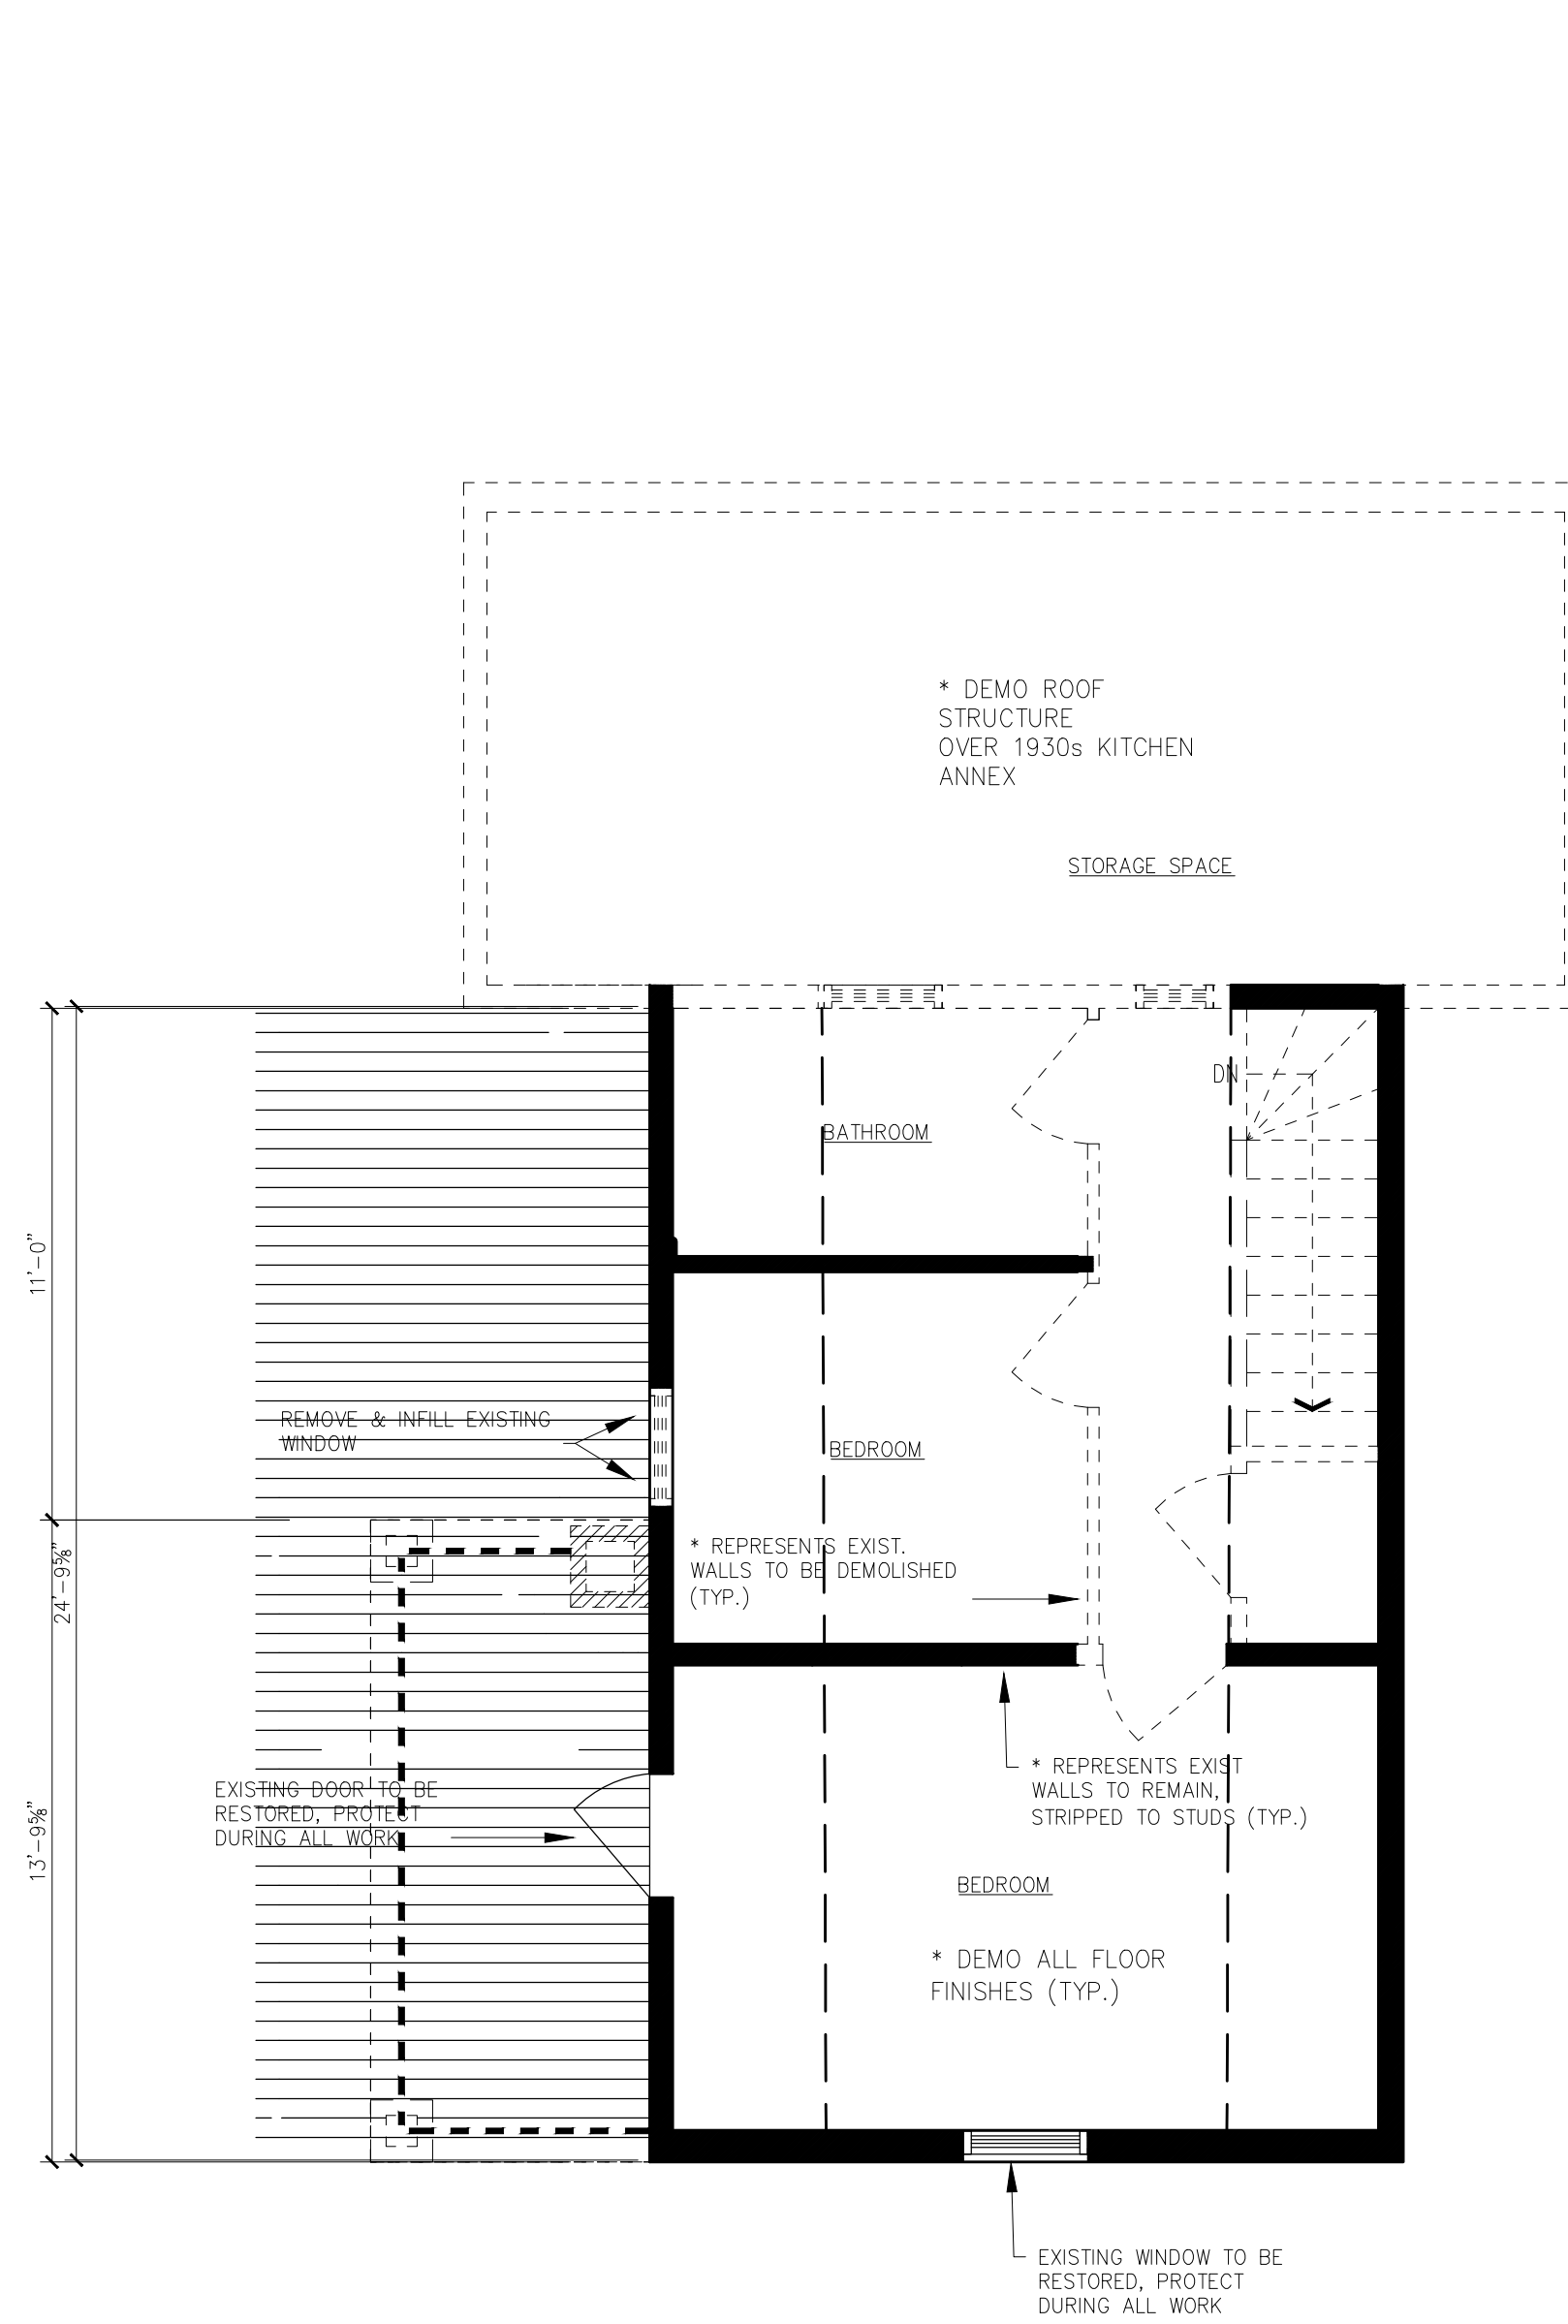 * DEMO ROOF
STRUCTURE
OVER 1930s KITCHEN
ANNEX
STORAGE SPACE
DN
BATHROOM
11'-0"
REMOVE & INFILL EXISTING
WINDOW
BEDROOM
* REPRESENTS EXIST.
WALLS TO BE DEMOLISHED
(TYP.)
24'-9⅝"
* REPRESENTS EXIST
WALLS TO REMAIN,
STRIPPED TO STUDS (TYP.)
EXISTING DOOR TO BE
RESTORED, PROTECT
DURING ALL WORK
13'-9⅝"
BEDROOM
* DEMO ALL FLOOR
FINISHES (TYP.)
EXISTING WINDOW TO BE
RESTORED, PROTECT
DURING ALL WORK